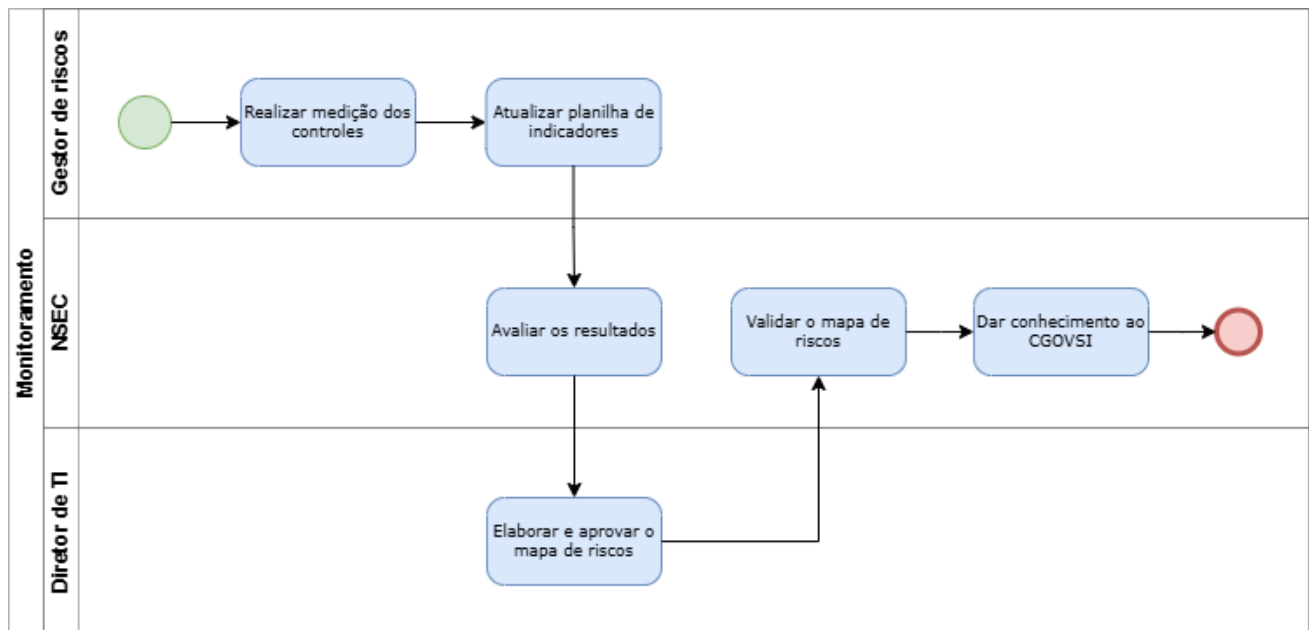 Monitoramento
Gestor de riscos
Realizar medição dos
controles
Atualizar planilha de
indicadores
NSEC
Avaliar os resultados
Validar o mapa de
riscos
Dar conhecimento ao
CGOVSI
Diretor de TI
Elaborar e aprovar o
mapa de riscos